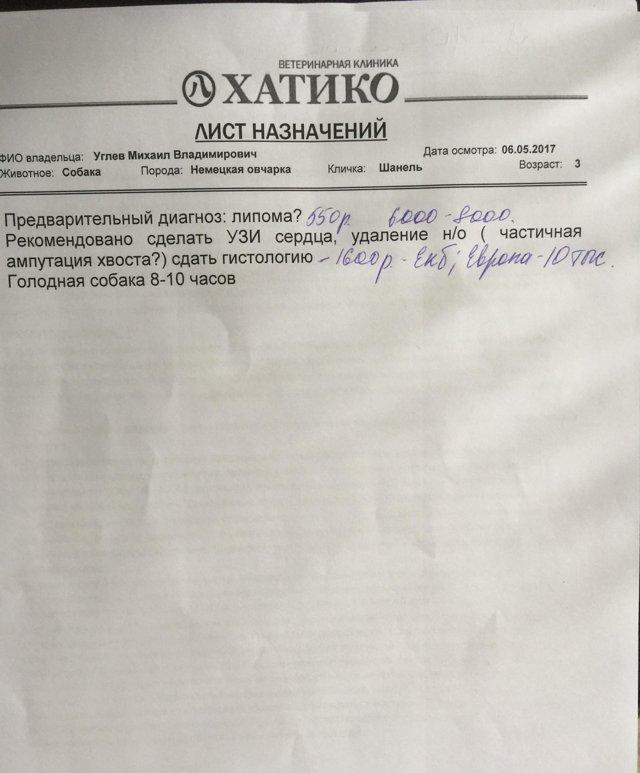 ВЕТЕРИНАРНАЯ КЛИНИКА
ХАТИКО
ЛИСТ НАЗНАЧЕНИЙ
ФИО владельца: Углев Михаил Владимирович Дата осмотра: 06.05.2017
Животное: Собака Порода: Немецкая овчарка Кличка: Шанель Возраст: 3
Предварительный диагноз: липома? 550р. 6000-8000.
Рекомендовано сделать УЗИ сердца, удаление н/о ( частичная
ампутация хвоста?) сдать гистологию - 1600р - Екб; Европа - 10 тыс.
Голодная собака 8-10 часов